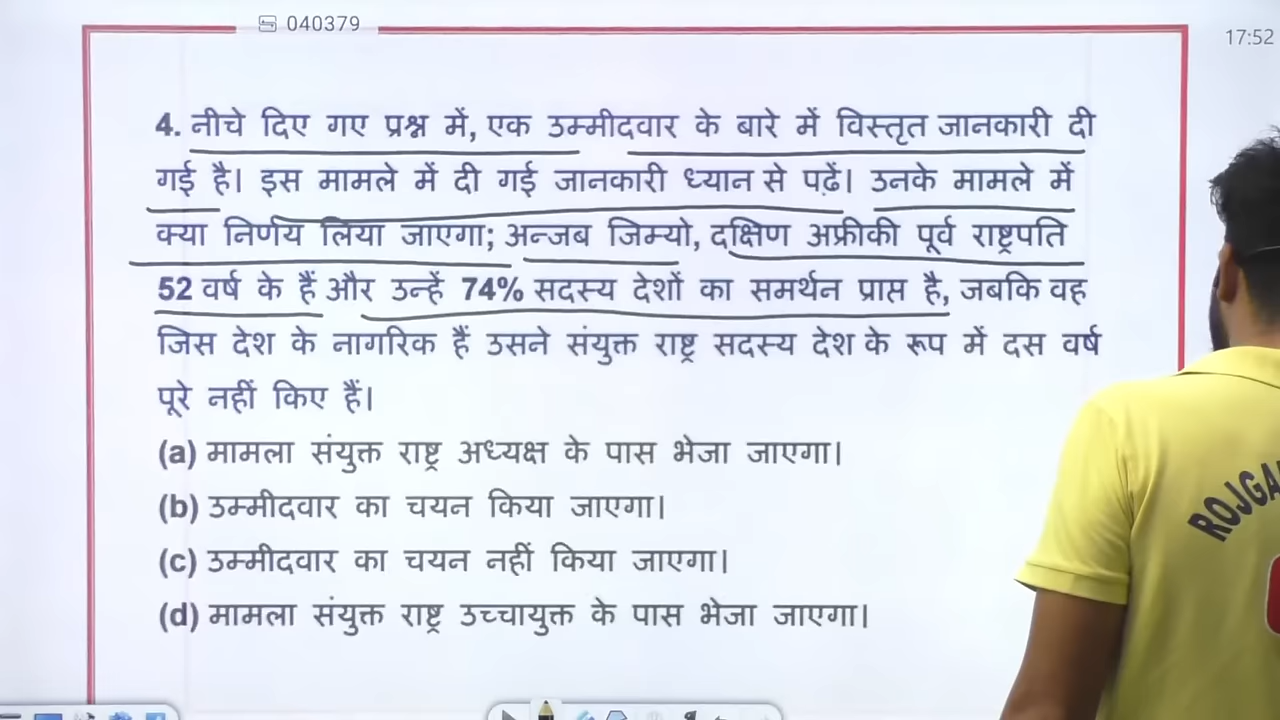 040379
17:52
4. नीचे दिए गए प्रश्न में, एक उम्मीदवार के बारे में विस्तृत जानकारी दी
गई है। इस मामले में दी गई जानकारी ध्यान से पढ़ें। उनके मामले में
क्या निर्णय लिया जाएगा; अन्जब जिम्यो, दक्षिण अफ्रीकी पूर्व राष्ट्रपति
52 वर्ष के हैं और उन्हें 74% सदस्य देशों का समर्थन प्राप्त है, जबकि वह
जिस देश के नागरिक हैं उसने संयुक्त राष्ट्र सदस्य देश के रूप में दस वर्ष
पूरे नहीं किए हैं।
(a) मामला संयुक्त राष्ट्र अध्यक्ष के पास भेजा जाएगा।
(b) उम्मीदवार का चयन किया जाएगा।
(c) उम्मीदवार का चयन नहीं किया जाएगा।
(d) मामला संयुक्त राष्ट्र उच्चायुक्त के पास भेजा जाएगा।